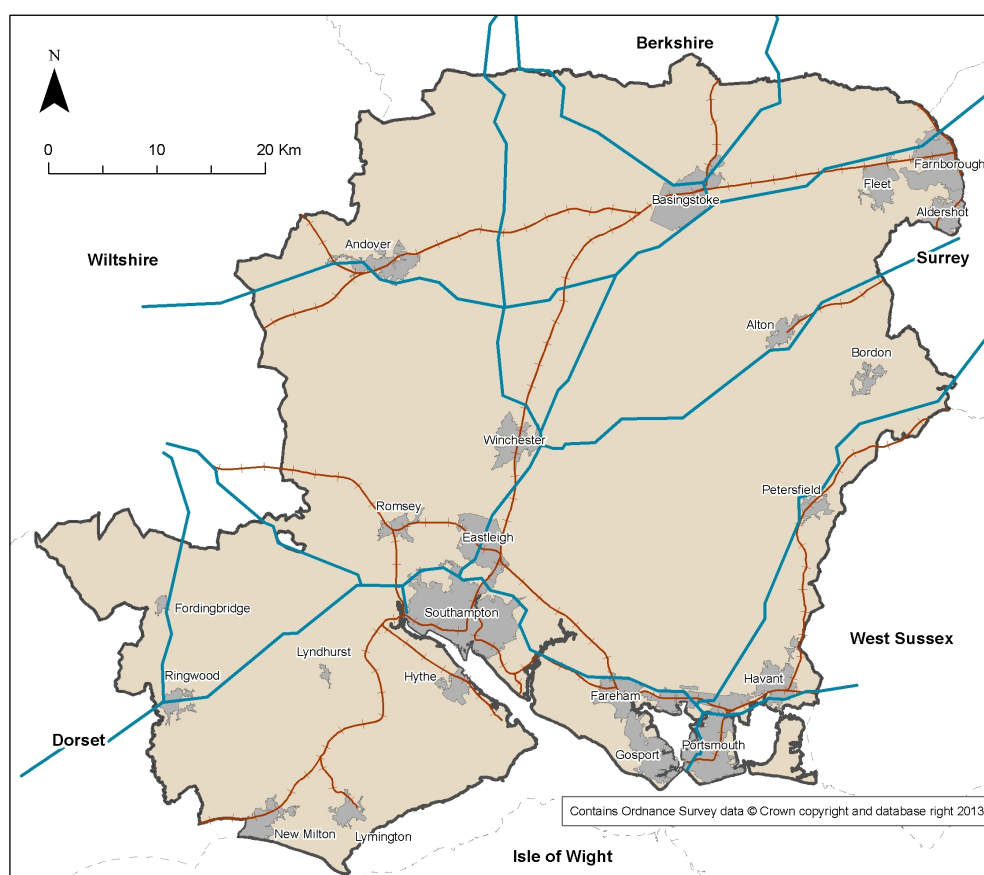 Berkshire
N
0 10 20 Km
Farnborough
Fleet
Basingstoke
Aldershot
Andover
Wiltshire
Surrey
Alton
Bordon
Winchester
Petersfield
Romsey
Eastleigh
Fordingbridge
Southampton
West Sussex
Lyndhurst
Ringwood
Hythe
Havant
Fareham
Dorset
Portsmouth
Gosport
Contains Ordnance Survey data © Crown copyright and database right 2013
New Milton
Lymington
Isle of Wight